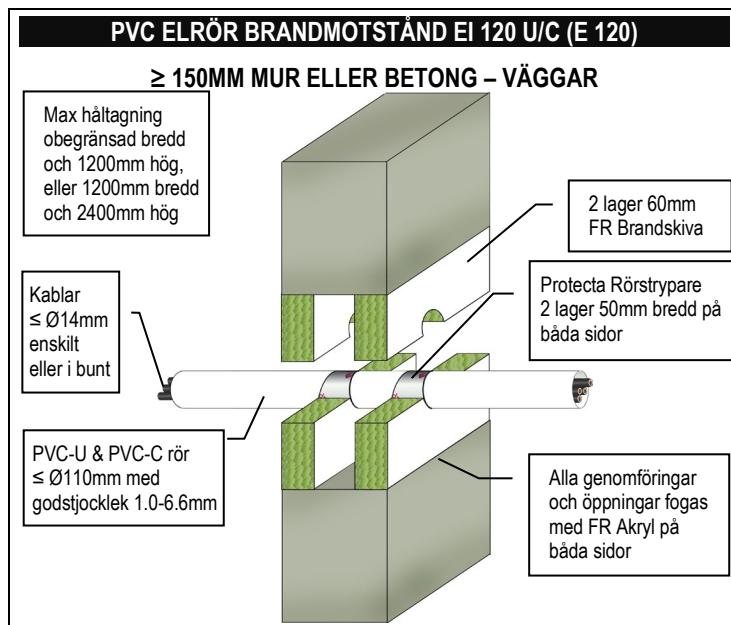 PVC ELRÖR BRANDMOTSTÅND EI 120 U/C (E 120)
≥ 150MM MUR ELLER BETONG – VÄGGAR
Max håltagning
obegränsad bredd
och 1200mm hög,
eller 1200mm bredd
och 2400mm hög
2 lager 60mm
FR Brandskiva
Kablar
≤ Ø14mm
enskilt
eller i bunt
Protecta Rörstrypare
2 lager 50mm bredd på
båda sidor
PVC-U & PVC-C rör
≤ Ø110mm med
godstjocklek 1.0-6.6mm
Alla genomföringar
och öppningar fogas
med FR Akryl på
båda sidor